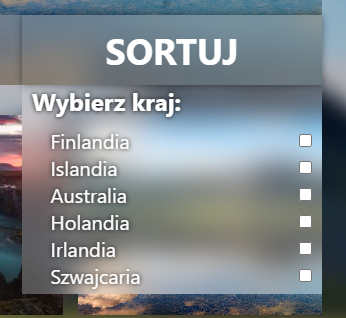 SORTUJ
Wybierz kraj:
Finlandia
Islandia
Australia
Holandia
Irlandia
Szwajcaria